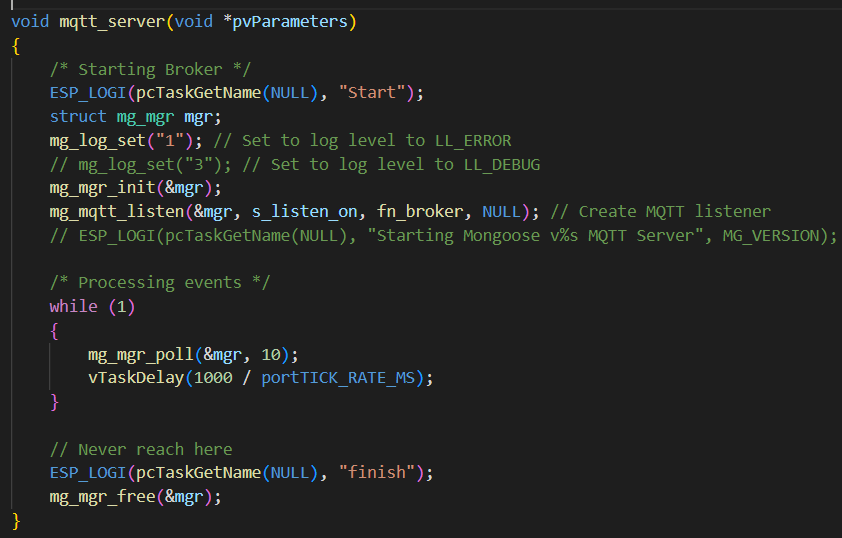 void mqtt_server(void *pvParameters)
{
    /* Starting Broker */
    ESP_LOGI(pcTaskGetName(NULL), "Start");
    struct mg_mgr mgr;
    mg_log_set("1"); // Set to log level to LL_ERROR
    // mg_log_set("3"); // Set to log level to LL_DEBUG
    mg_mgr_init(&mgr);
    mg_mqtt_listen(&mgr, s_listen_on, fn_broker, NULL); // Create MQTT listener
    // ESP_LOGI(pcTaskGetName(NULL), "Starting Mongoose v%s MQTT Server", MG_VERSION);

    /* Processing events */
    while (1)
    {
        mg_mgr_poll(&mgr, 10);
        vTaskDelay(1000 / portTICK_RATE_MS);
    }

    // Never reach here
    ESP_LOGI(pcTaskGetName(NULL), "finish");
    mg_mgr_free(&mgr);
}